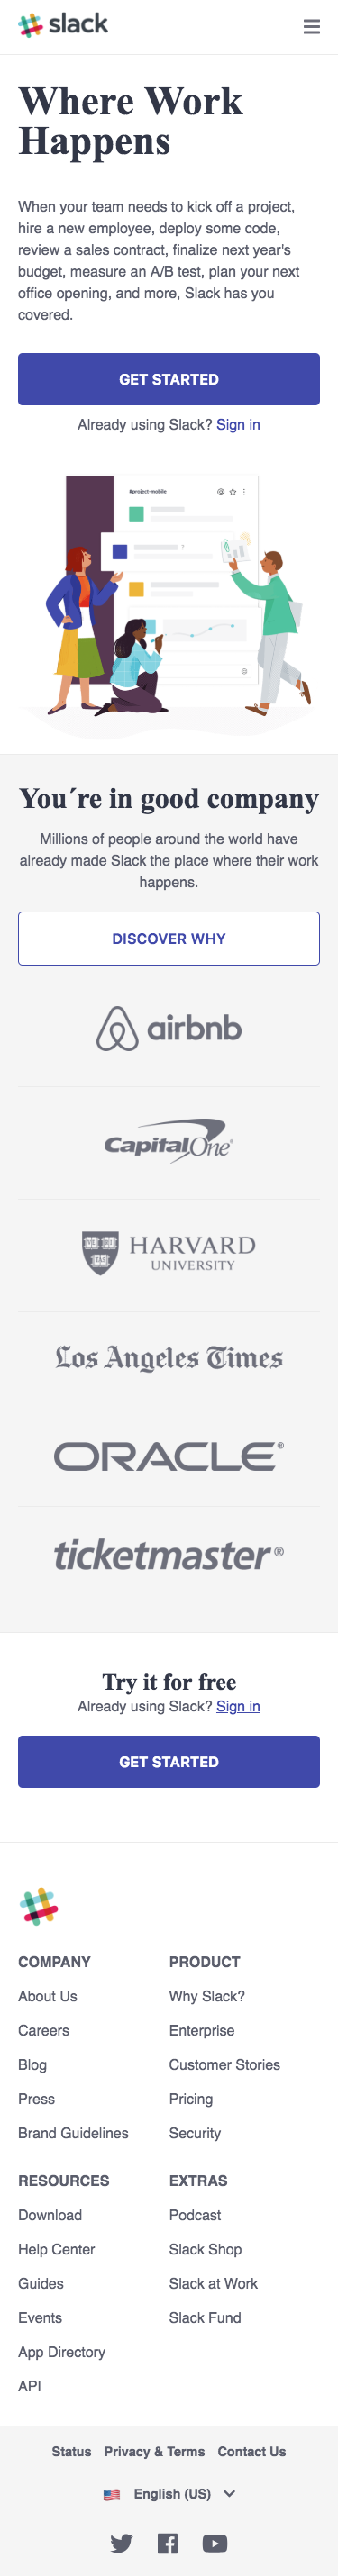 slack
Where Work
Happens
When your team needs to kick off a project,
hire a new employee, deploy some code,
review a sales contract, finalize next year's
budget, measure an A/B test, plan your next
office opening, and more, Slack has you
covered.
GET STARTED
Already using Slack? Sign in
#project-mobile
?
You´re in good company
Millions of people around the world have
already made Slack the place where their work
happens.
DISCOVER WHY
airbnb
Capital One®
HARVARD
UNIVERSITY
Los Angeles Times
ORACLE®
ticketmaster®
Try it for free
Already using Slack? Sign in
GET STARTED
COMPANY
About Us
Careers
Blog
Press
Brand Guidelines
PRODUCT
Why Slack?
Enterprise
Customer Stories
Pricing
Security
RESOURCES
Download
Help Center
Guides
Events
App Directory
API
EXTRAS
Podcast
Slack Shop
Slack at Work
Slack Fund
Status Privacy & Terms Contact Us
English (US)